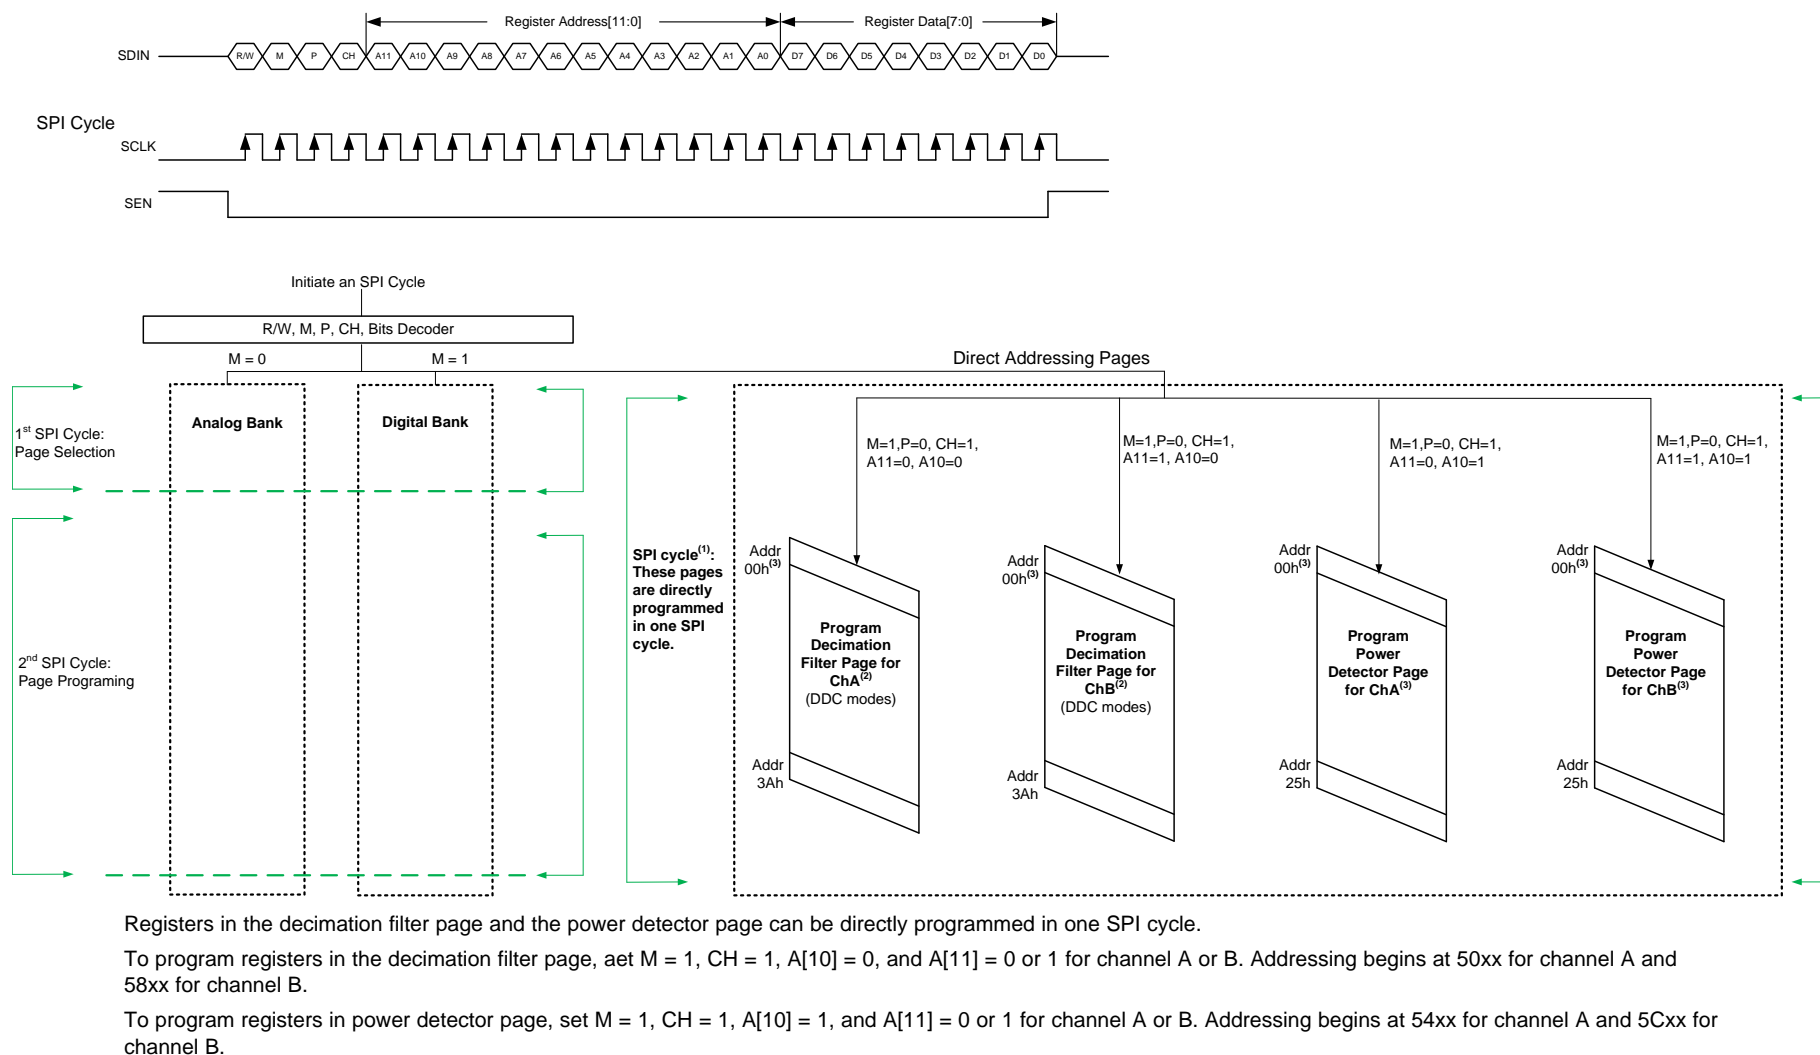 Register Address[11:0]
Register Data[7:0]
SDIN
R/W M P CH A11 A10 A9 A8 A7 A6 A5 A4 A3 A2 A1 A0 D7 D6 D5 D4 D3 D2 D1 D0
SPI Cycle
SCLK
SEN
Initiate an SPI Cycle
R/W, M, P, CH, Bits Decoder
M = 0
M = 1
Direct Addressing Pages
Analog Bank
Digital Bank
1st SPI Cycle:
Page Selection
2nd SPI Cycle:
Page Programing
SPI cycle(1):
These pages
are directly
programmed
in one SPI
cycle.
M=1,P=0, CH=1,
A11=0, A10=0
M=1,P=0, CH=1,
A11=1, A10=0
M=1,P=0, CH=1,
A11=0, A10=1
M=1,P=0, CH=1,
A11=1, A10=1
Addr
00h(3)
Program
Decimation
Filter Page for
ChA(2)
(DDC modes)
Addr
3Ah
Addr
00h(3)
Program
Decimation
Filter Page for
ChB(2)
(DDC modes)
Addr
3Ah
Addr
00h(3)
Program
Power
Detector Page
for ChA(3)
Addr
25h
Addr
00h(3)
Program
Power
Detector Page
for ChB(3)
Addr
25h
Registers in the decimation filter page and the power detector page can be directly programmed in one SPI cycle.
To program registers in the decimation filter page, aet M = 1, CH = 1, A[10] = 0, and A[11] = 0 or 1 for channel A or B. Addressing begins at 50xx for channel A and
58xx for channel B.
To program registers in power detector page, set M = 1, CH = 1, A[10] = 1, and A[11] = 0 or 1 for channel A or B. Addressing begins at 54xx for channel A and 5Cxx for
channel B.